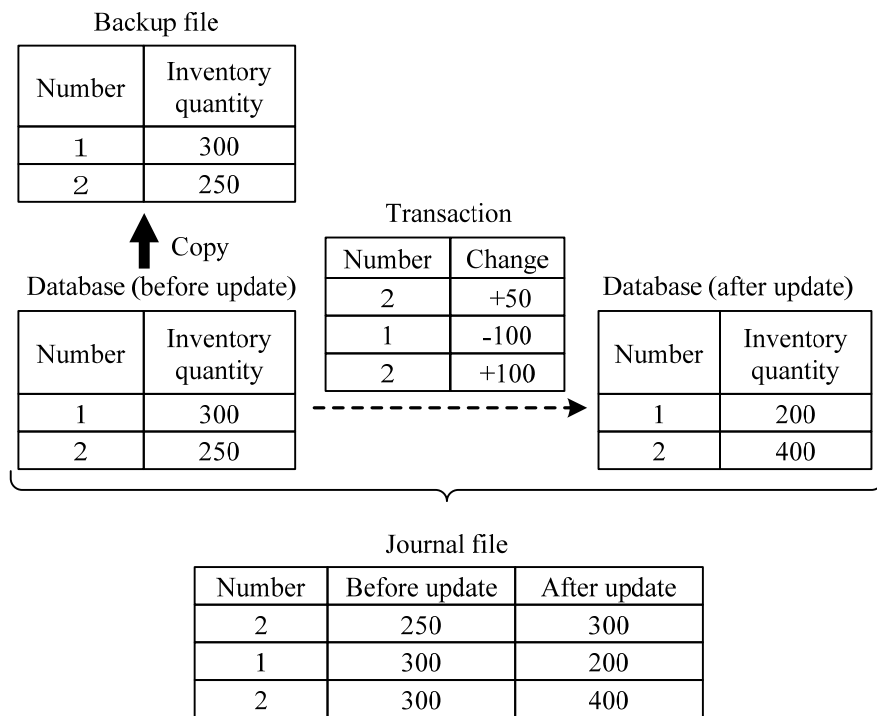 Backup file
Number Inventory quantity
1 300
2 250
Copy
Transaction
Number Change
2 +50
1 -100
2 +100
Database (before update)
Number Inventory quantity
1 300
2 250
Database (after update)
Number Inventory quantity
1 200
2 400
Journal file
Number Before update After update
2 250 300
1 300 200
2 300 400